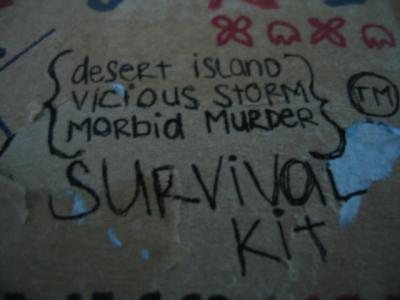 {desert island
vicious storm
morbid murder}
TM
survival
kit